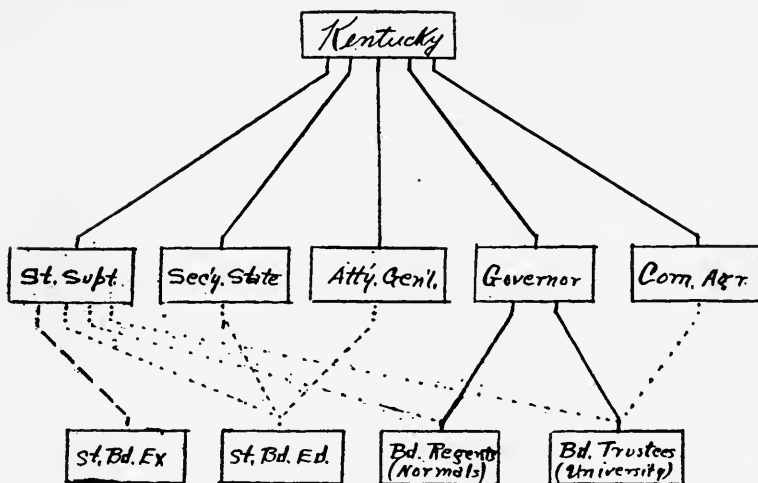 Kentucky
St. Supt.
Sec'y. State
Att'y. Gen'l.
Governor
Com. Agr.
St. Bd. Ex
St. Bd. Ed.
Bd. Regents
(Normals)
Bd. Trustees
(University)